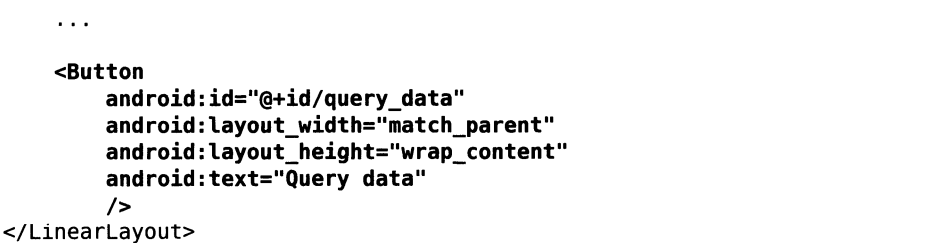 ...
<Button
android:id="@+id/query_data"
android:layout_width="match_parent"
android:layout_height="wrap_content"
android:text="Query data"
/>
</LinearLayout>